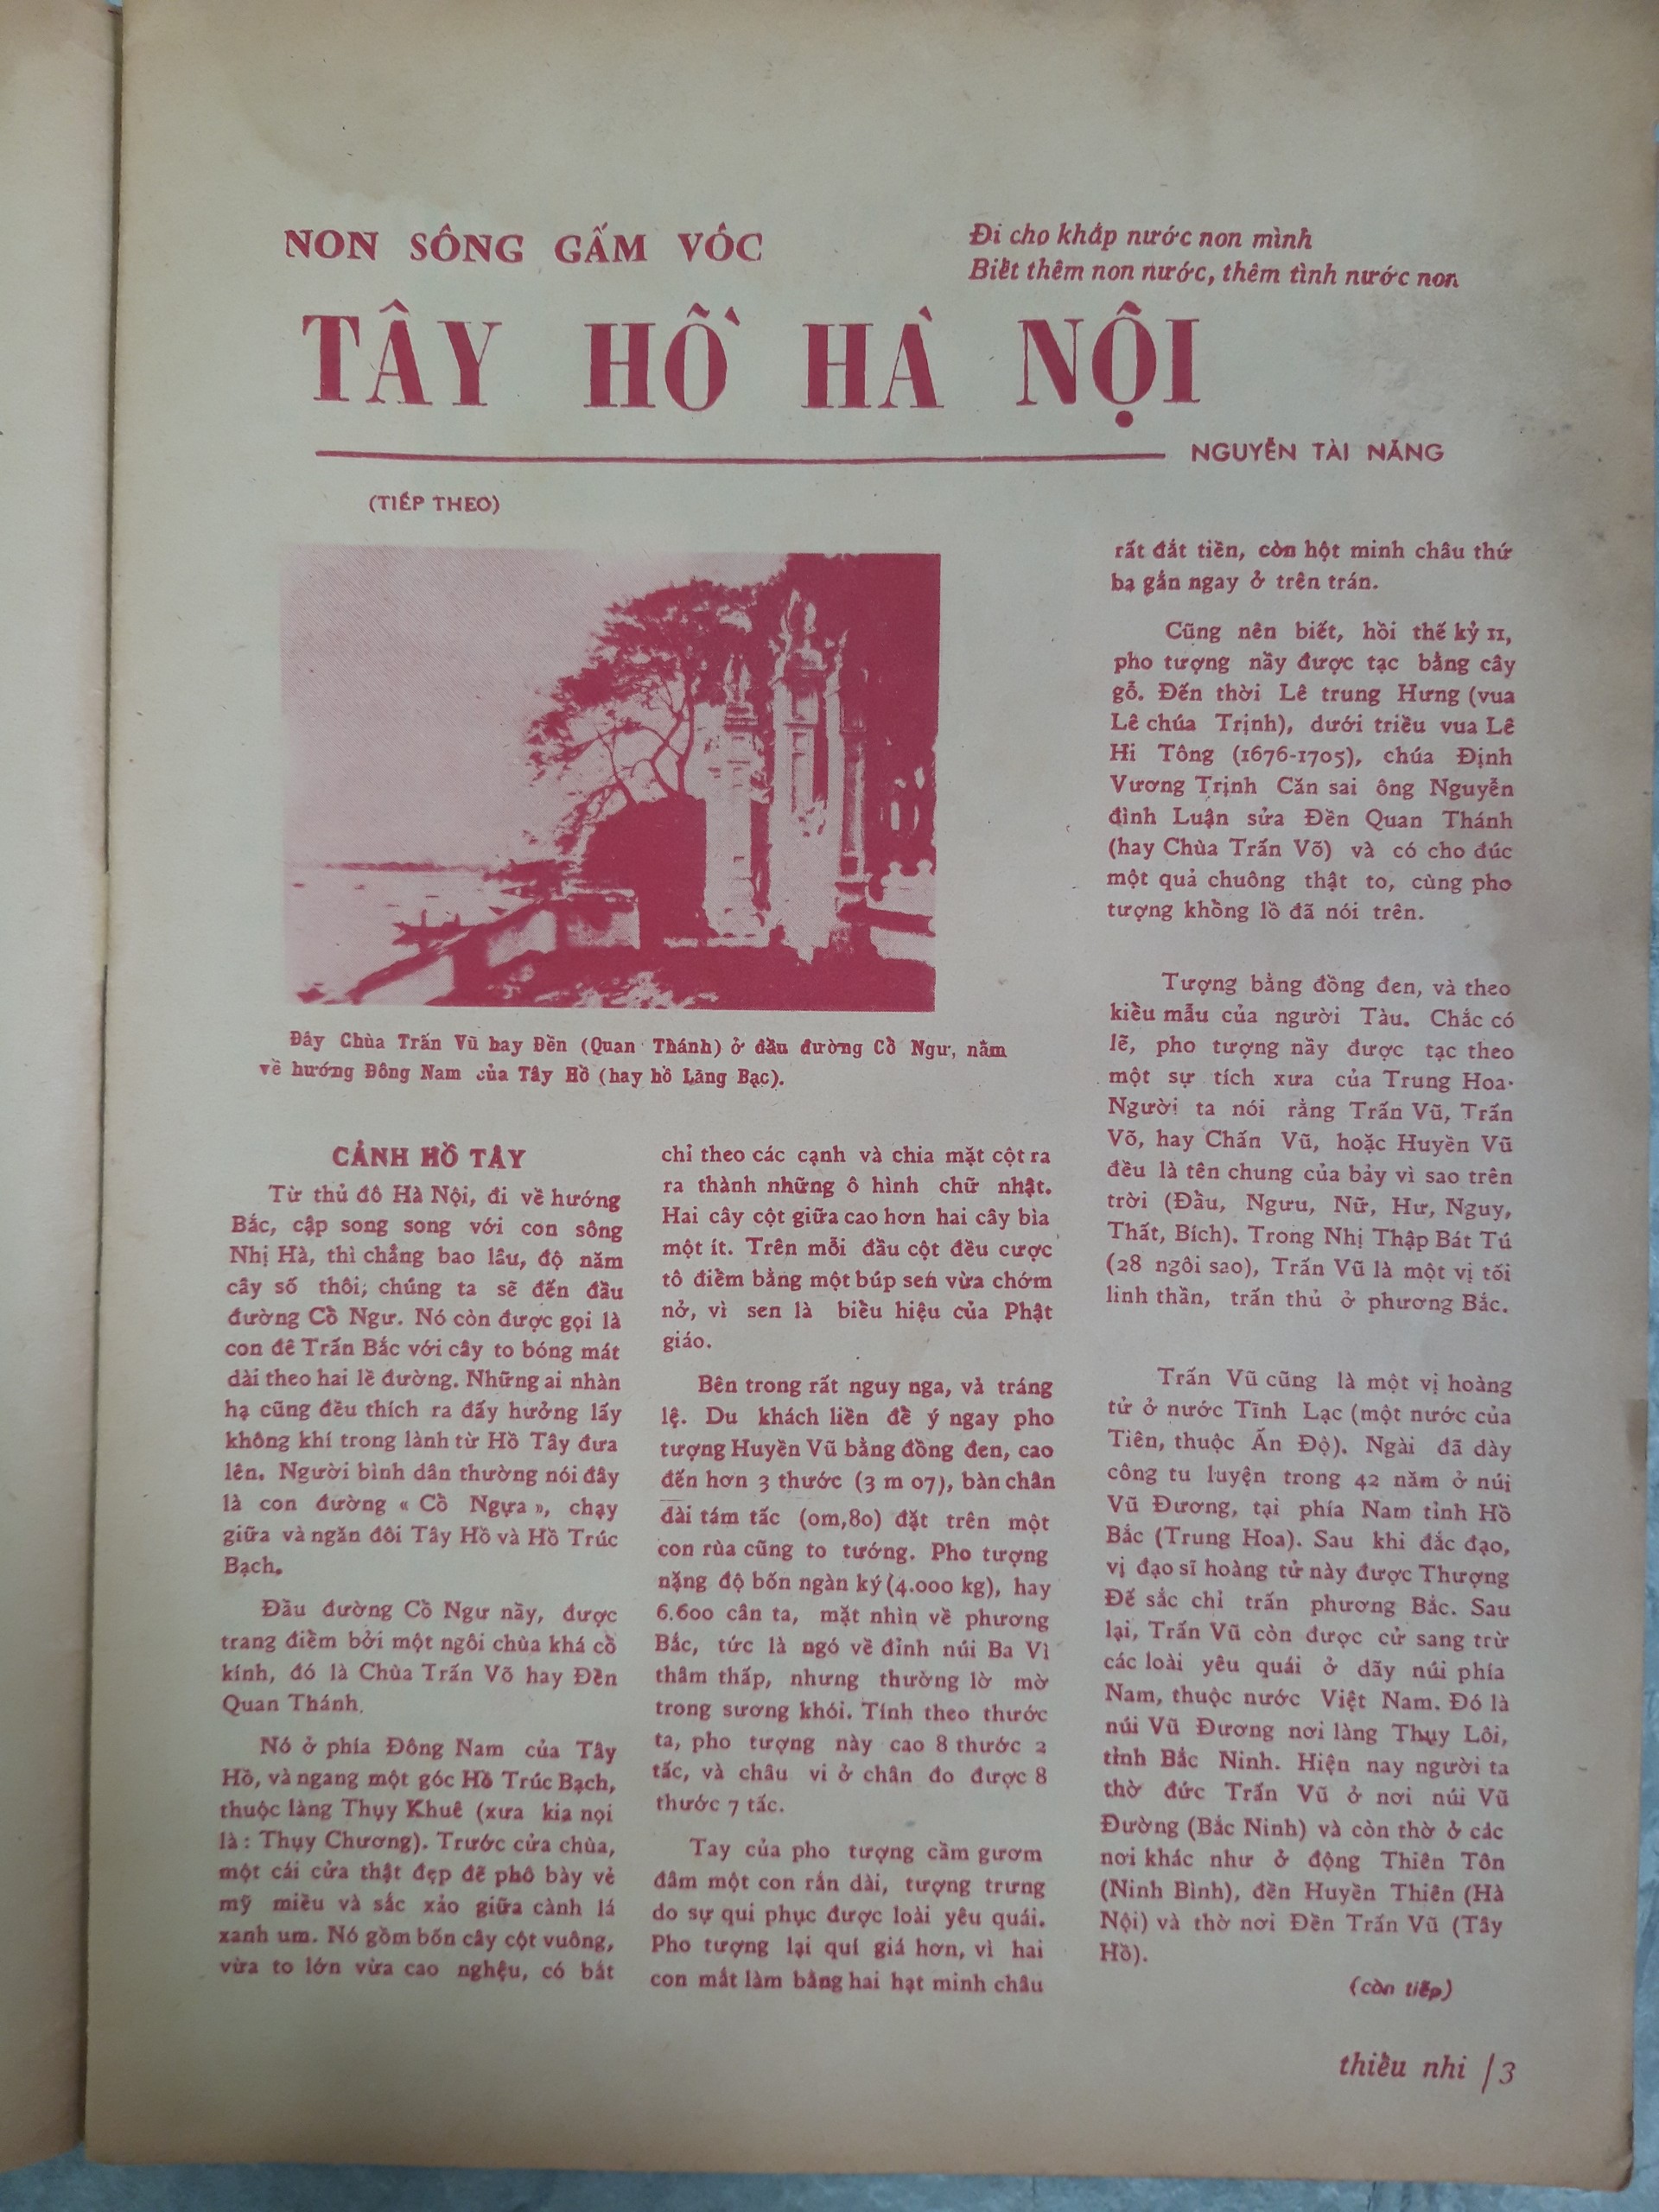 NON SÔNG GẤM VÓC
Đi cho khắp nước non mình
Biết thêm non nước, thêm tình nước non
TÂY HỒ HÀ NỘI
NGUYỄN TÀI NĂNG
(TIẾP THEO)
Đây Chùa Trấn Vũ hay Đền (Quan Thánh) ở đầu đường Cổ Ngư, nằm
về hướng Đông Nam của Tây Hồ (hay hồ Lãng Bạc).
CẢNH HỒ TÂY
Từ thủ đô Hà Nội, đi về hướng
Bắc, cập song song với con sông
Nhị Hà, thì chẳng bao lâu, độ năm
cây số thôi, chúng ta sẽ đến đầu
đường Cổ Ngư. Nó còn được gọi là
con đê Trấn Bắc với cây to bóng mát
dài theo hai lề đường. Những ai nhàn
hạ cũng đều thích ra đấy hưởng lấy
không khí trong lành từ Hồ Tây đưa
lên. Người bình dân thường nói đây
là con đường « Cổ Ngựa », chạy
giữa và ngăn đôi Tây Hồ và Hồ Trúc
Bạch.
Đầu đường Cổ Ngư nầy, được
trang điểm bởi một ngôi chùa khá cổ
kính, đó là Chùa Trấn Võ hay Đền
Quan Thánh.
Nó ở phía Đông Nam của Tây
Hồ, và ngang một góc Hồ Trúc Bạch,
thuộc làng Thụy Khuê (xưa kia nọi
là : Thụy Chương). Trước cửa chùa,
một cái cửa thật đẹp đẽ phô bày vẻ
mỹ miều và sắc xảo giữa cành lá
xanh um. Nó gồm bốn cây cột vuông,
vừa to lớn vừa cao nghệu, có bắt
chỉ theo các cạnh và chia mặt cột ra
ra thành những ô hình chữ nhật.
Hai cây cột giữa cao hơn hai cây bìa
một ít. Trên mỗi đầu cột đều cược
tô điểm bằng một búp sen vừa chớm
nở, vì sen là biểu hiệu của Phật
giáo.
Bên trong rất nguy nga, và tráng
lệ. Du khách liền để ý ngay pho
tượng Huyền Vũ bằng đồng đen, cao
đến hơn 3 thước (3 m 07), bàn chân
dài tám tấc (0m,80) đặt trên một
con rùa cũng to tướng. Pho tượng
nặng độ bốn ngàn ký (4.000 kg), hay
6.600 cân ta, mặt nhìn về phương
Bắc, tức là ngó về đỉnh núi Ba Vì
thâm thấp, nhưng thường lờ mờ
trong sương khói. Tính theo thước
ta, pho tượng này cao 8 thước 2
tấc, và châu vi ở chân đo được 8
thước 7 tấc.
Tay của pho tượng cầm gươm
đâm một con rắn dài, tượng trưng
do sự qui phục được loài yêu quái.
Pho tượng lại quí giá hơn, vì hai
con mắt làm bằng hai hạt minh châu
rất đắt tiền, còn hột minh châu thứ
ba gắn ngay ở trên trán.
Cũng nên biết, hồi thế kỷ 11,
pho tượng nầy được tạc bằng cây
gỗ. Đến thời Lê trung Hưng (vua
Lê chúa Trịnh), dưới triều vua Lê
Hi Tông (1676-1705), chúa Định
Vương Trịnh Căn sai ông Nguyễn
đình Luận sửa Đền Quan Thánh
(hay Chùa Trấn Võ) và có cho đúc
một quả chuông thật to, cùng pho
tượng khổng lồ đã nói trên.
Tượng bằng đồng đen, và theo
kiểu mẫu của người Tàu. Chắc có
lẽ, pho tượng nầy được tạc theo
một sự tích xưa của Trung Hoa.
Người ta nói rằng Trấn Vũ, Trấn
Võ, hay Chấn Vũ, hoặc Huyền Vũ
đều là tên chung của bảy vì sao trên
trời (Đẩu, Ngưu, Nữ, Hư, Nguy,
Thất, Bích). Trong Nhị Thập Bát Tú
(28 ngôi sao), Trấn Vũ là một vị tối
linh thần, trấn thủ ở phương Bắc.
Trấn Vũ cũng là một vị hoàng
tử ở nước Tĩnh Lạc (một nước của
Tiên, thuộc Ấn Độ). Ngài đã dày
công tu luyện trong 42 năm ở núi
Vũ Đương, tại phía Nam tỉnh Hồ
Bắc (Trung Hoa). Sau khi đắc đạo,
vị đạo sĩ hoàng tử này được Thượng
Đế sắc chỉ trấn phương Bắc. Sau
lại, Trấn Vũ còn được cử sang trừ
các loài yêu quái ở dãy núi phía
Nam, thuộc nước Việt Nam. Đó là
núi Vũ Đương nơi làng Thụy Lôi,
tỉnh Bắc Ninh. Hiện nay người ta
thờ đức Trấn Vũ ở nơi núi Vũ
Đường (Bắc Ninh) và còn thờ ở các
nơi khác như ở động Thiên Tôn
(Ninh Bình), đền Huyền Thiên (Hà
Nội) và thờ nơi Đền Trấn Vũ (Tây
Hồ).
(còn tiếp)
thiếu nhi / 3